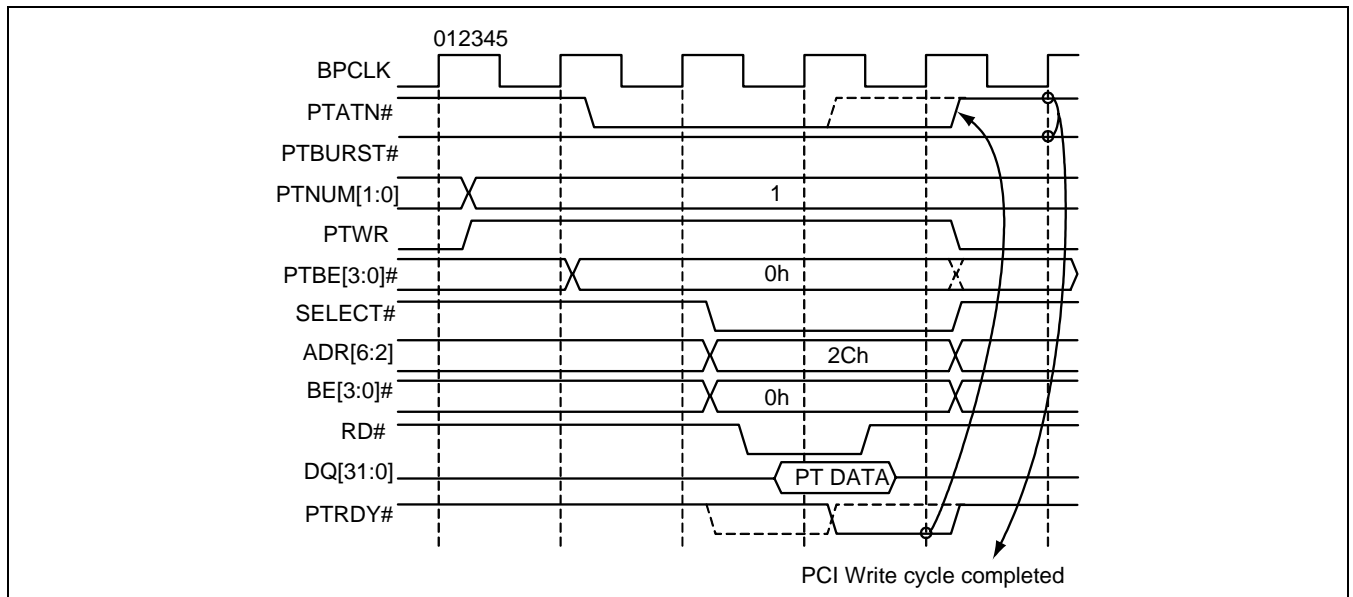 012345
BPCLK
PTATN#
PTBURST#
PTNUM[1:0]
1
PTWR
PTBE[3:0]#
0h
SELECT#
ADR[6:2]
2Ch
BE[3:0]#
0h
RD#
DQ[31:0]
PT DATA
PTRDY#
PCI Write cycle completed